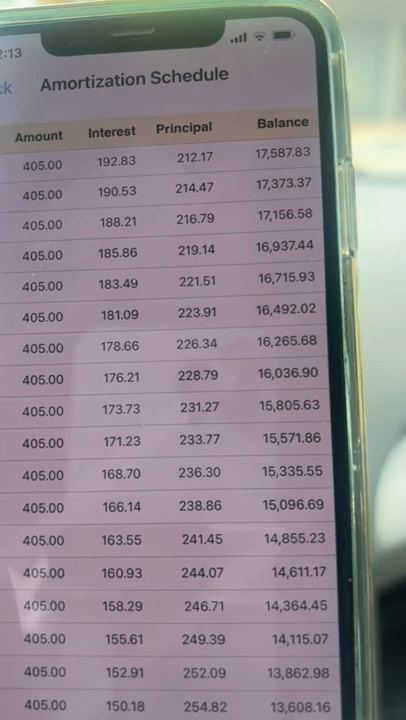 2:13
ck Amortization Schedule
Amount Interest Principal Balance
405.00 192.83 212.17 17,587.83
405.00 190.53 214.47 17,373.37
405.00 188.21 216.79 17,156.58
405.00 185.86 219.14 16,937.44
405.00 183.49 221.51 16,715.93
405.00 181.09 223.91 16,492.02
405.00 178.66 226.34 16,265.68
405.00 176.21 228.79 16,036.90
405.00 173.73 231.27 15,805.63
405.00 171.23 233.77 15,571.86
405.00 168.70 236.30 15,335.55
405.00 166.14 238.86 15,096.69
405.00 163.55 241.45 14,855.23
405.00 160.93 244.07 14,611.17
405.00 158.29 246.71 14,364.45
405.00 155.61 249.39 14,115.07
405.00 152.91 252.09 13,862.98
405.00 150.18 254.82 13,608.16